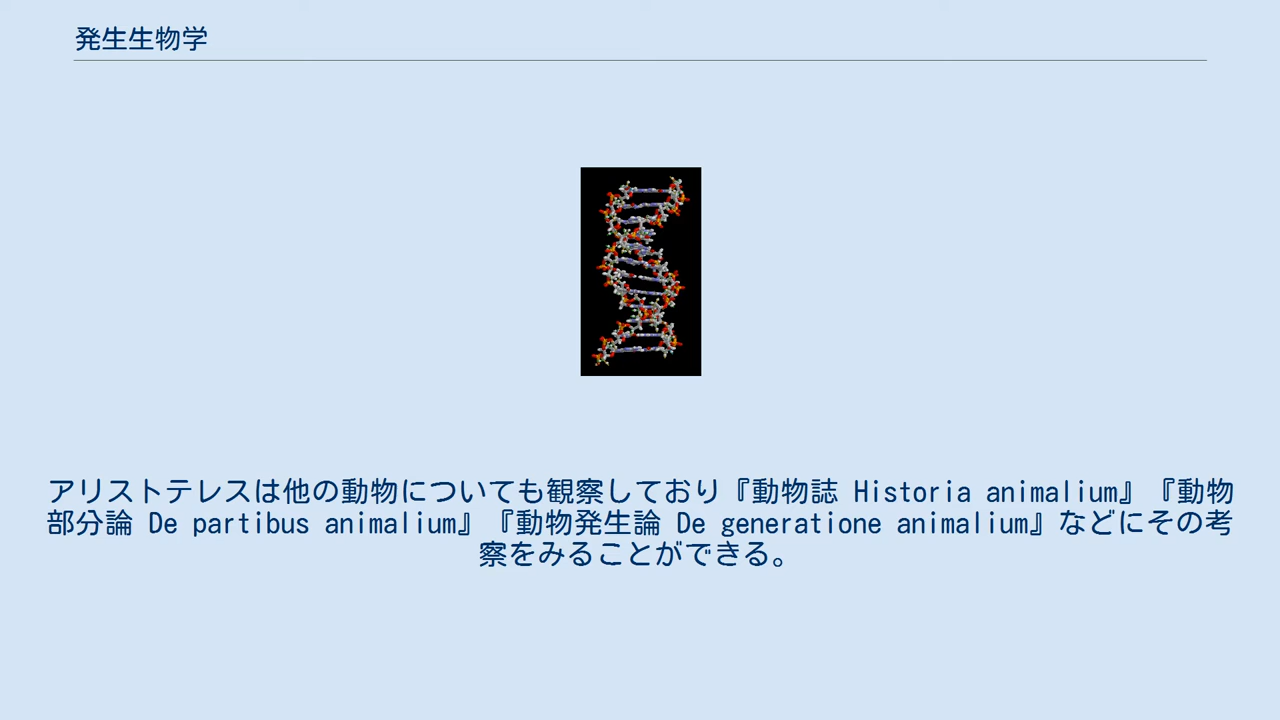 発生生物学
アリストテレスは他の動物についても観察しており『動物誌 Historia animalium』『動物
部分論 De partibus animalium』『動物発生論 De generatione animalium』などにその考
察をみることができる。